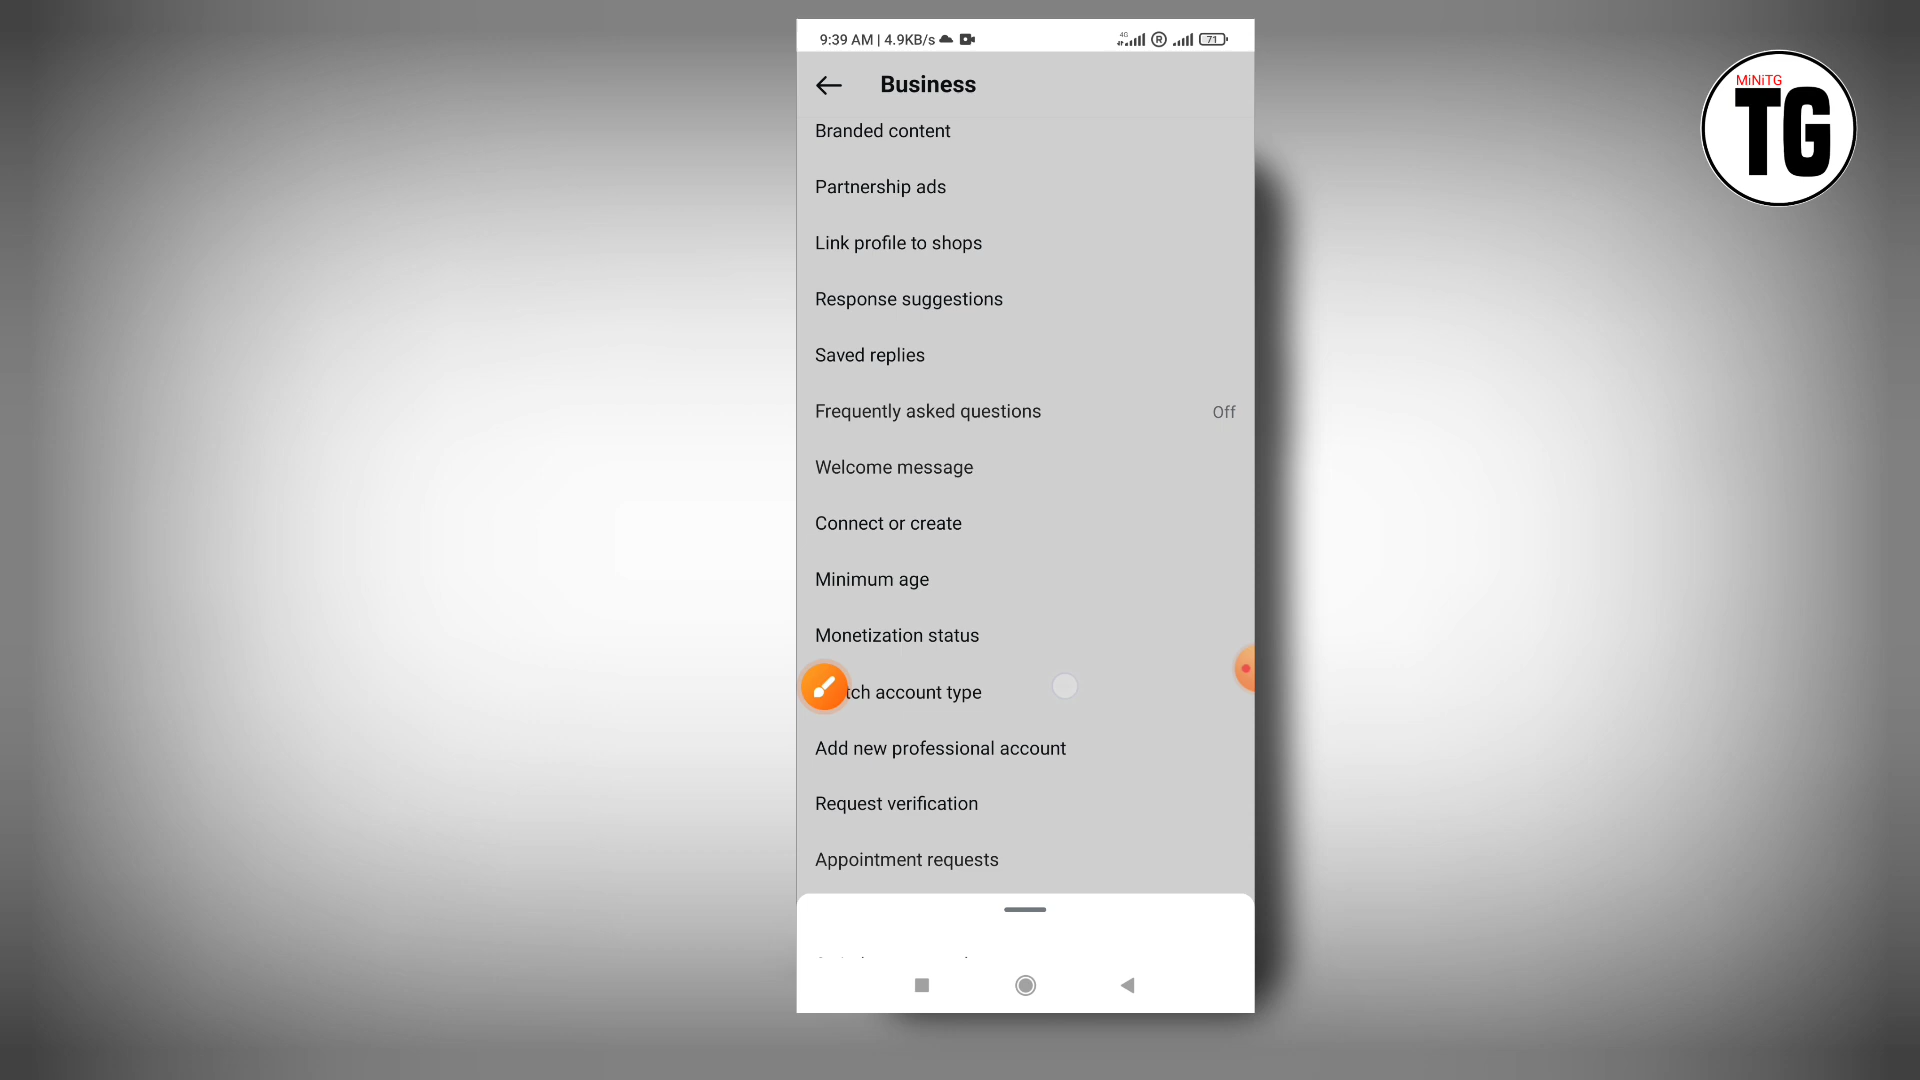 9:39 AM | 4.9KB/s
4G
R
71
MiNiTG
TG
Business
Branded content
Partnership ads
Link profile to shops
Response suggestions
Saved replies
Frequently asked questions
Off
Welcome message
Connect or create
Minimum age
Monetization status
tch account type
Add new professional account
Request verification
Appointment requests